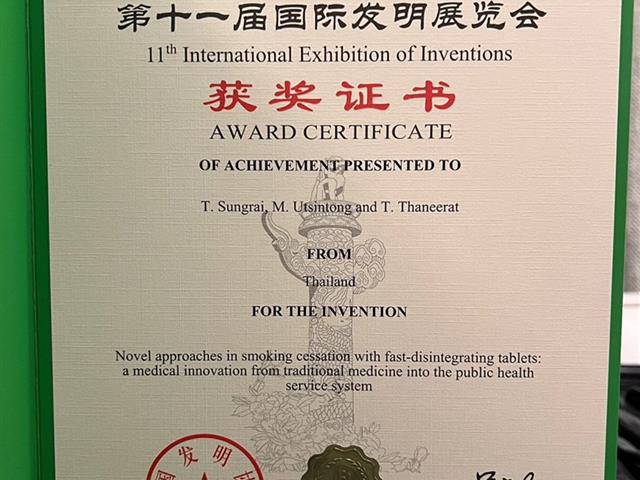 第十一届国际发明展览会
11th International Exhibition of Inventions
获奖证书
AWARD CERTIFICATE
OF ACHIEVEMENT PRESENTED TO
T. Sungrai, M. Utsintong and T. Thaneerat
FROM
Thailand
FOR THE INVENTION
Novel approaches in smoking cessation with fast-disintegrating tablets:
a medical innovation from traditional medicine into the public health
service system
发明